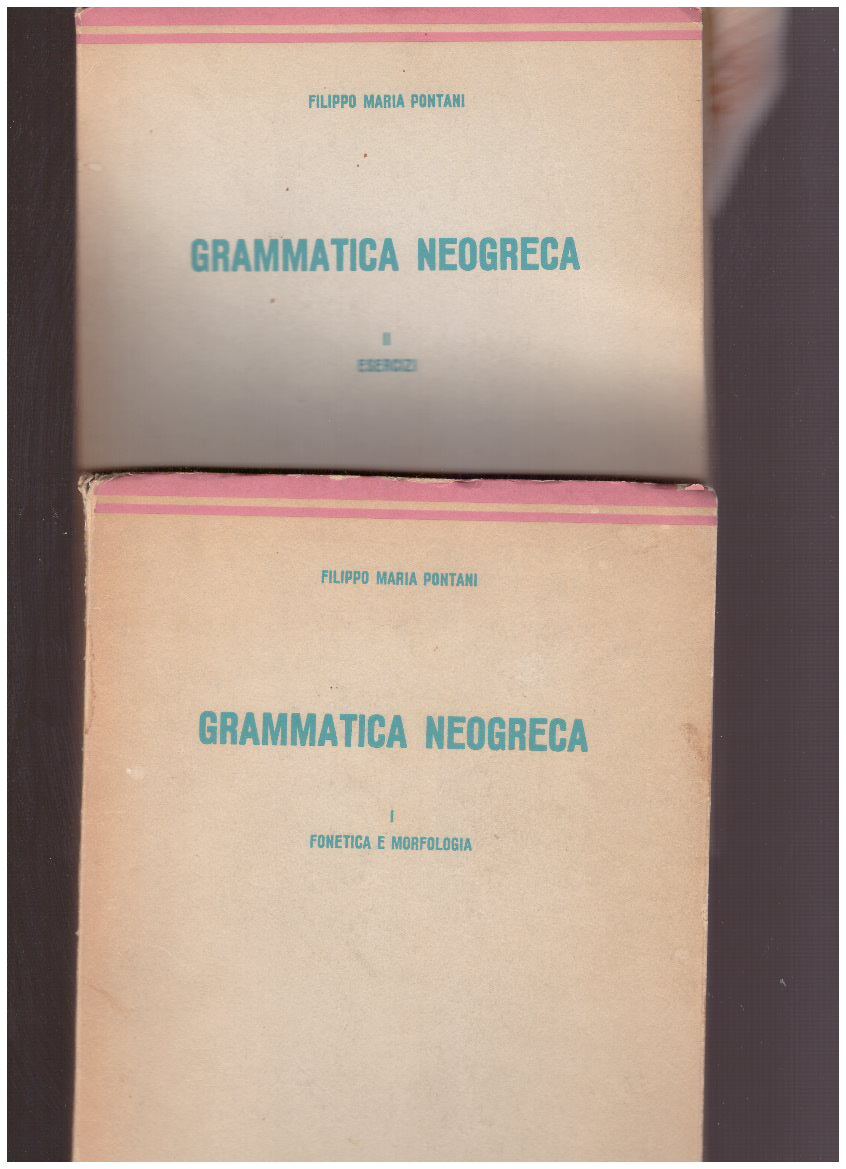 FILIPPO MARIA PONTANI
GRAMMATICA NEOGRECA
II
ESERCIZI
FILIPPO MARIA PONTANI
GRAMMATICA NEOGRECA
I
FONETICA E MORFOLOGIA